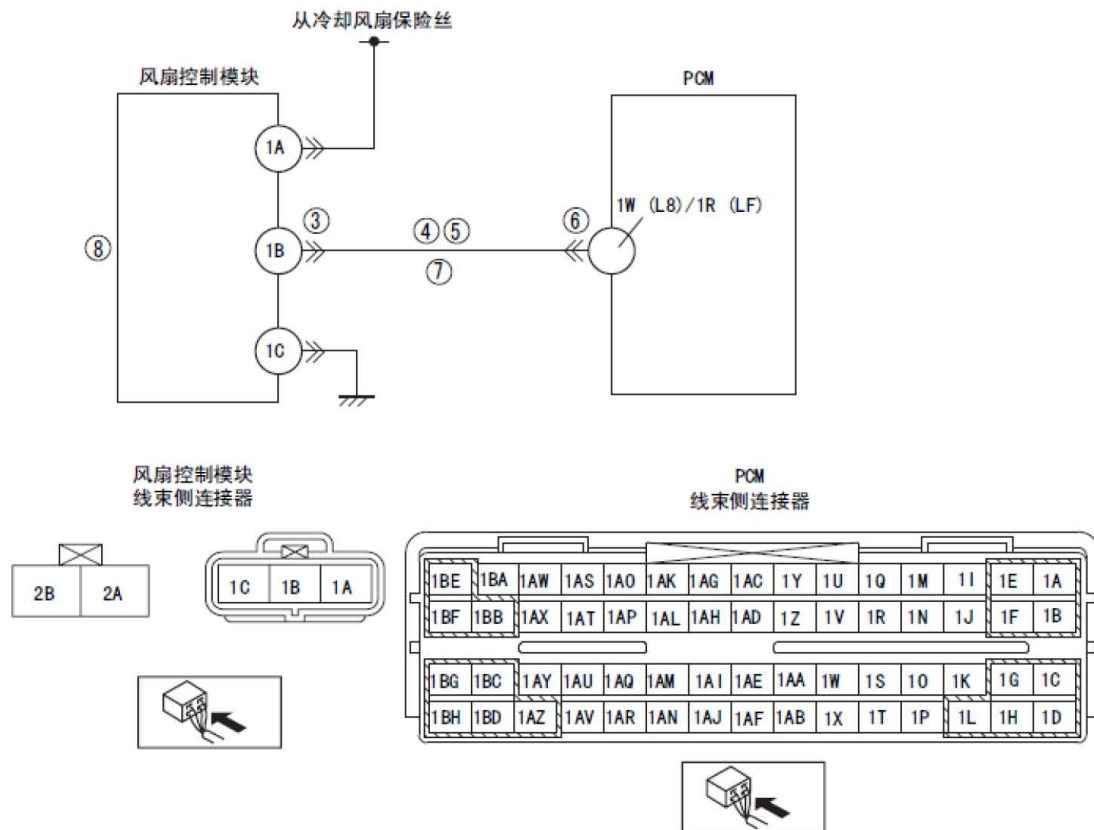 从冷却风扇保险丝
风扇控制模块
PCM
1A
1W (L8)/1R (LF)
③
④⑤
⑥
⑧
1B
⑦
1C
风扇控制模块
线束侧连接器
PCM
线束侧连接器
2B 2A
1C 1B 1A
1BE 1BA 1AW 1AS 1AO 1AK 1AG 1AC 1Y 1U 1Q 1M 1I 1E 1A
1BF 1BB 1AX 1AT 1AP 1AL 1AH 1AD 1Z 1V 1R 1N 1J 1F 1B
1BG 1BC 1AY 1AU 1AQ 1AM 1AI 1AE 1AA 1W 1S 1O 1K 1G 1C
1BH 1BD 1AZ 1AV 1AR 1AN 1AJ 1AF 1AB 1X 1T 1P 1L 1H 1D